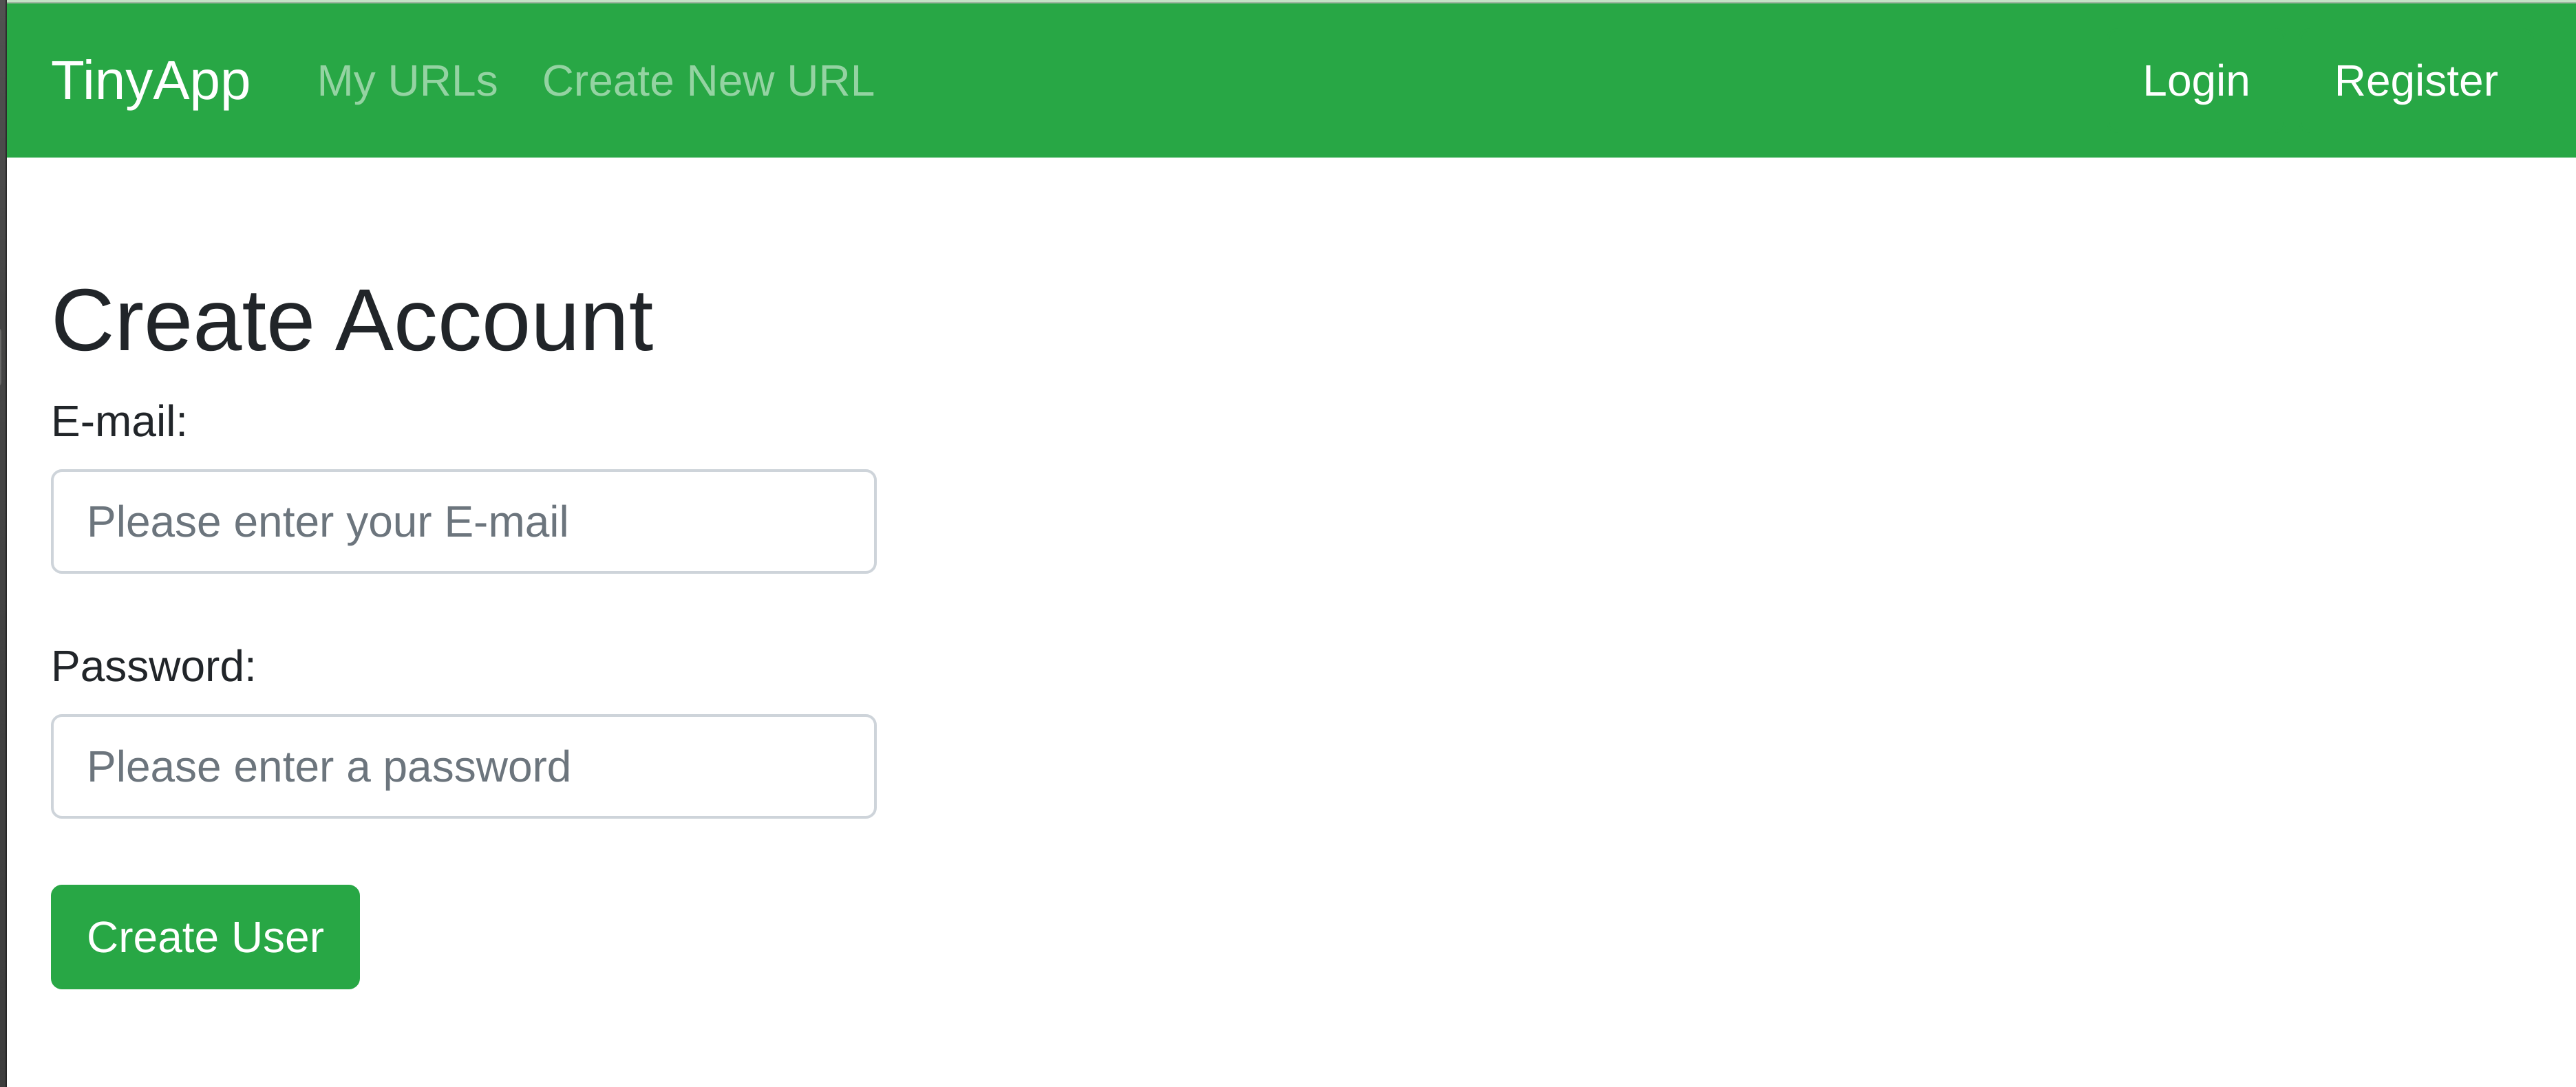 TinyApp My URLs Create New URL Login Register
Create Account
E-mail:
Please enter your E-mail
Password:
Please enter a password
Create User